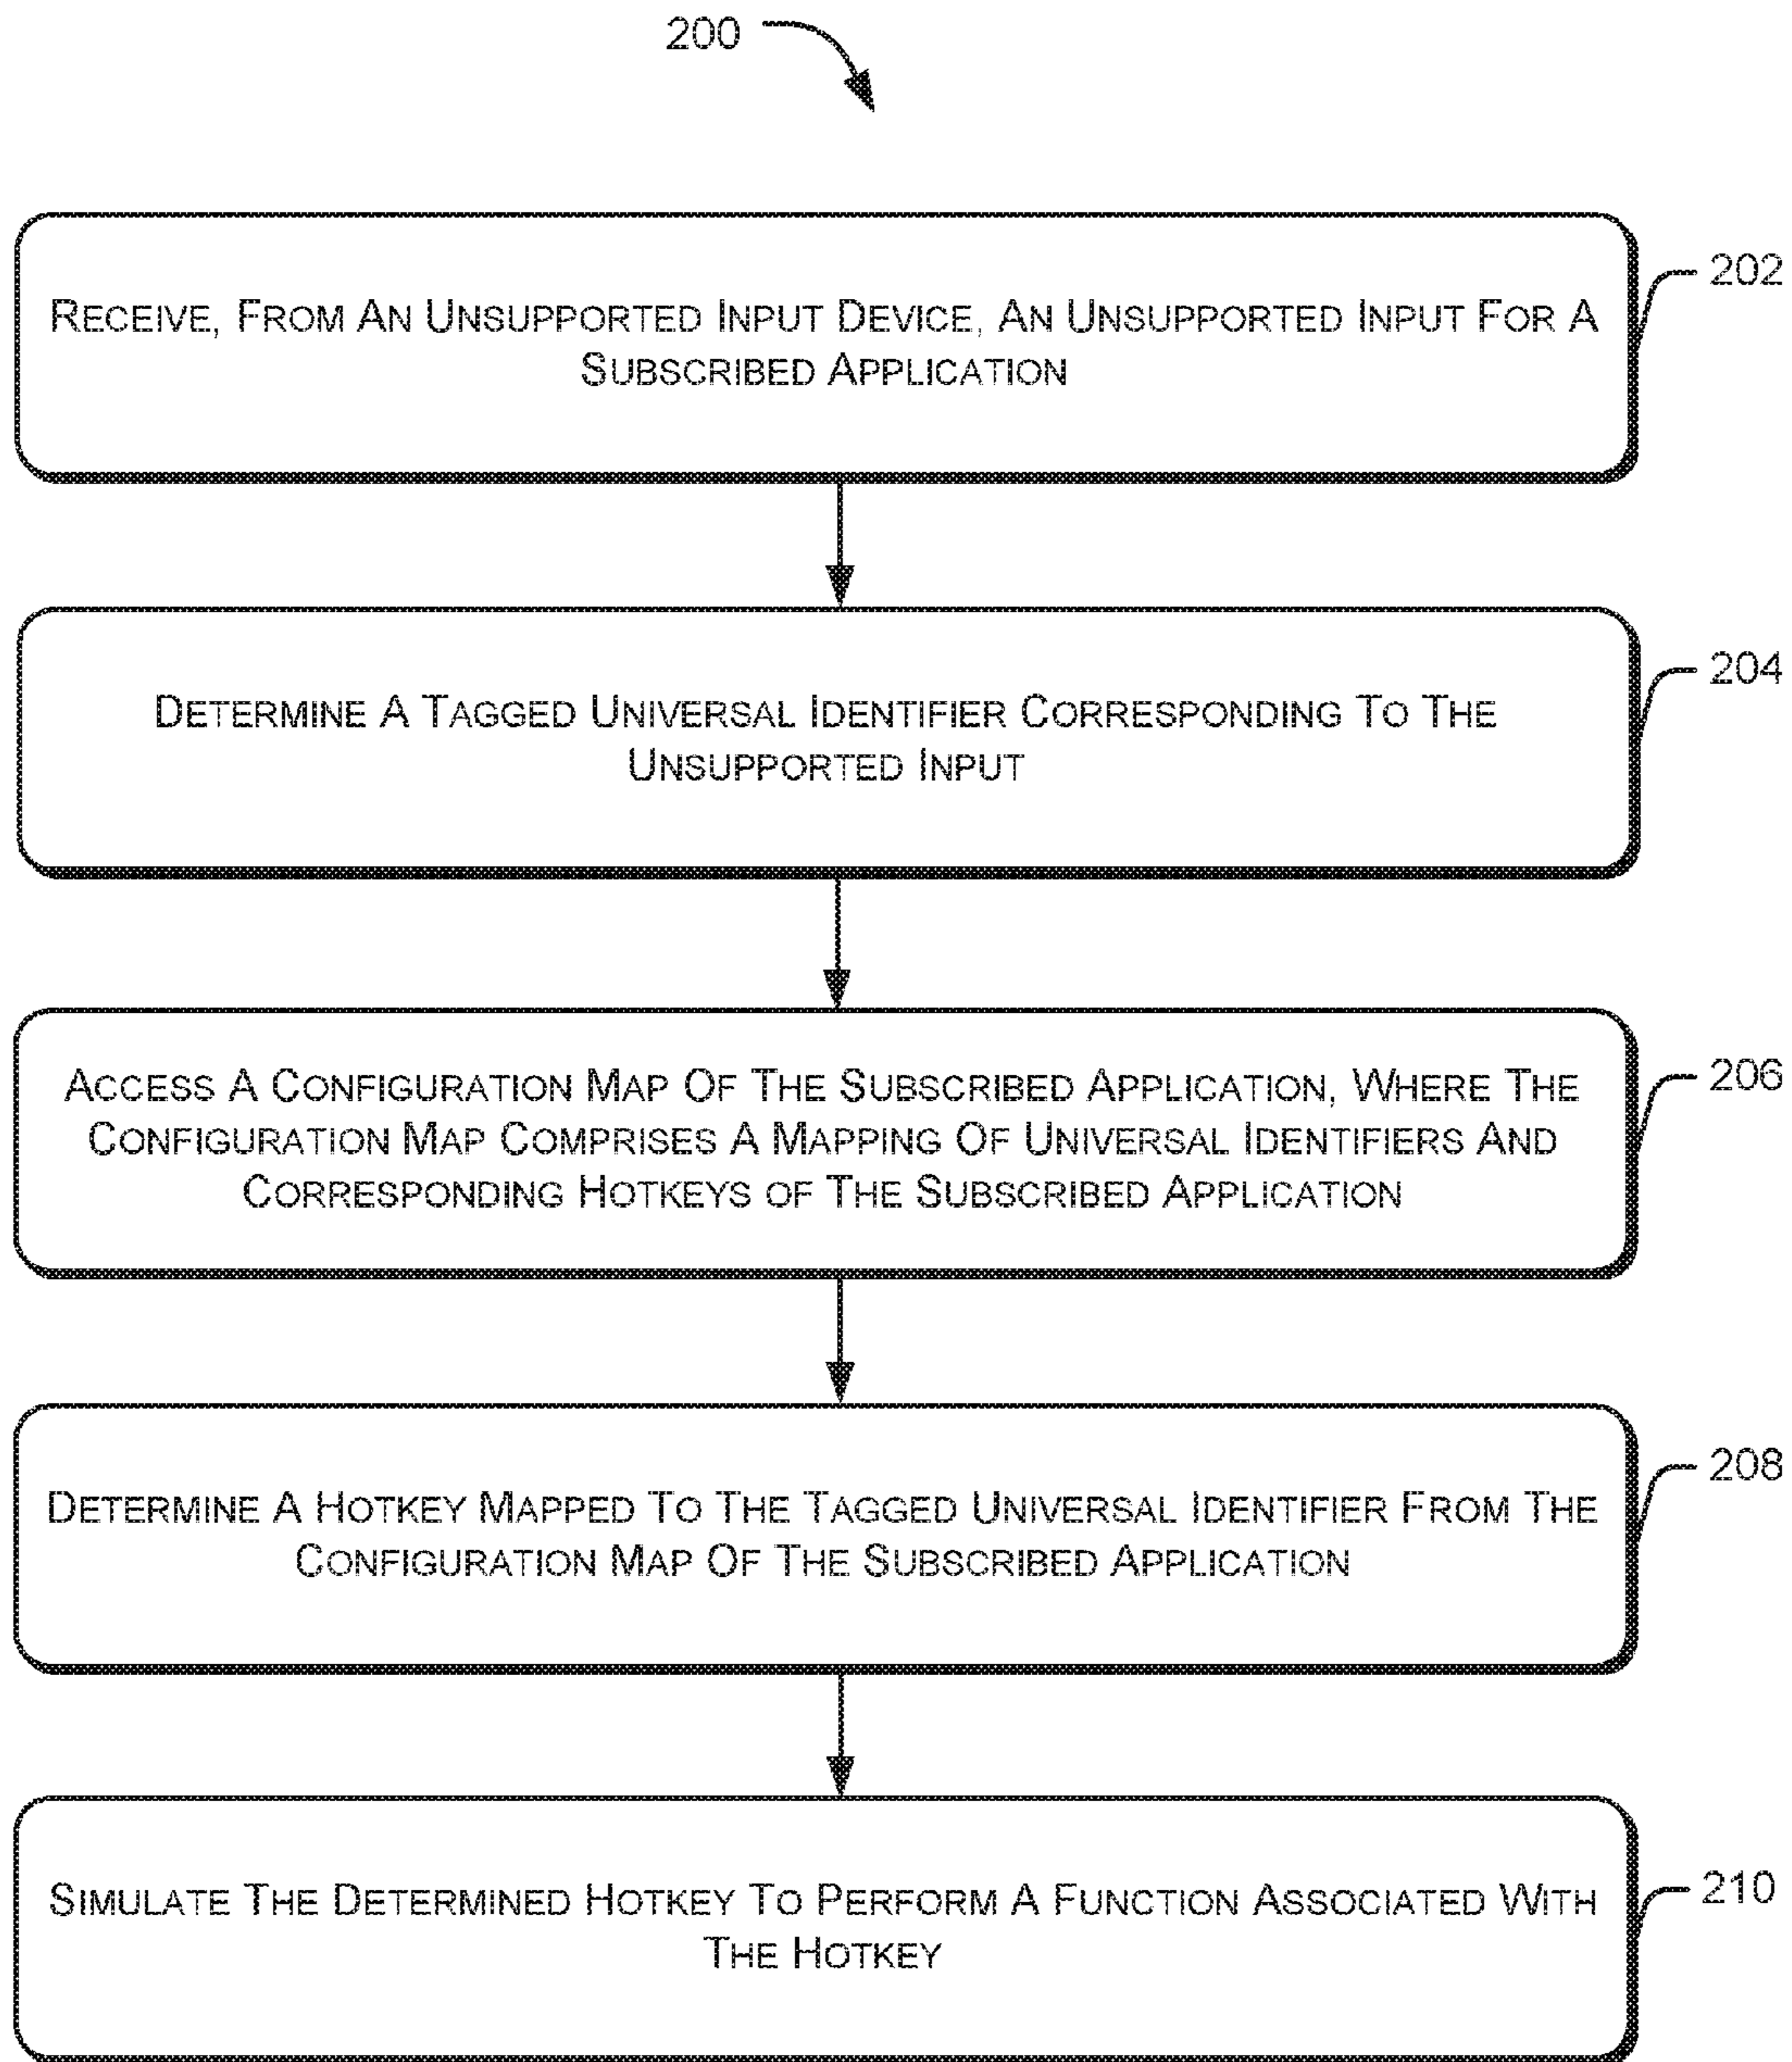 200
RECEIVE, FROM AN UNSUPPORTED INPUT DEVICE, AN UNSUPPORTED INPUT FOR A
SUBSCRIBED APPLICATION
202
DETERMINE A TAGGED UNIVERSAL IDENTIFIER CORRESPONDING TO THE
UNSUPPORTED INPUT
204
ACCESS A CONFIGURATION MAP OF THE SUBSCRIBED APPLICATION, WHERE THE
CONFIGURATION MAP COMPRISES A MAPPING OF UNIVERSAL IDENTIFIERS AND
CORRESPONDING HOTKEYS OF THE SUBSCRIBED APPLICATION
206
DETERMINE A HOTKEY MAPPED TO THE TAGGED UNIVERSAL IDENTIFIER FROM THE
CONFIGURATION MAP OF THE SUBSCRIBED APPLICATION
208
SIMULATE THE DETERMINED HOTKEY TO PERFORM A FUNCTION ASSOCIATED WITH
THE HOTKEY
210